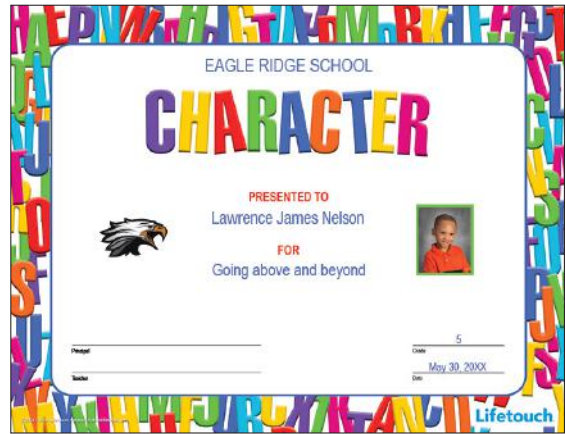 EAGLE RIDGE SCHOOL
CHARACTER
PRESENTED TO
Lawrence James Nelson
FOR
Going above and beyond
5
Principal
Grade
May 30, 20XX
Teacher
Date
Lifetouch